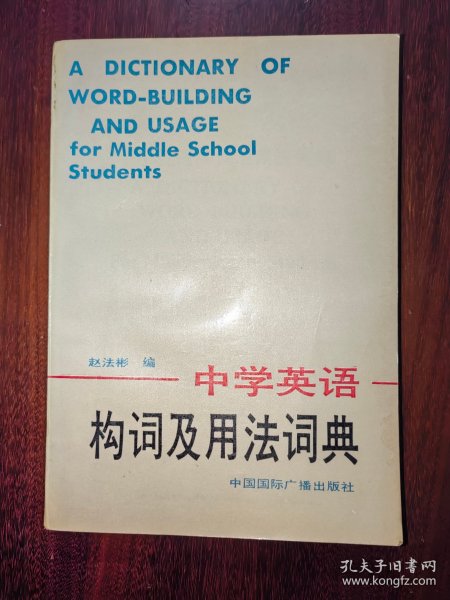 A DICTIONARY OF
WORD-BUILDING
AND USAGE
for Middle School
Students
赵法彬 编
中学英语
构词及用法词典
中国国际广播出版社
孔夫子旧书网
www.kongfz.com